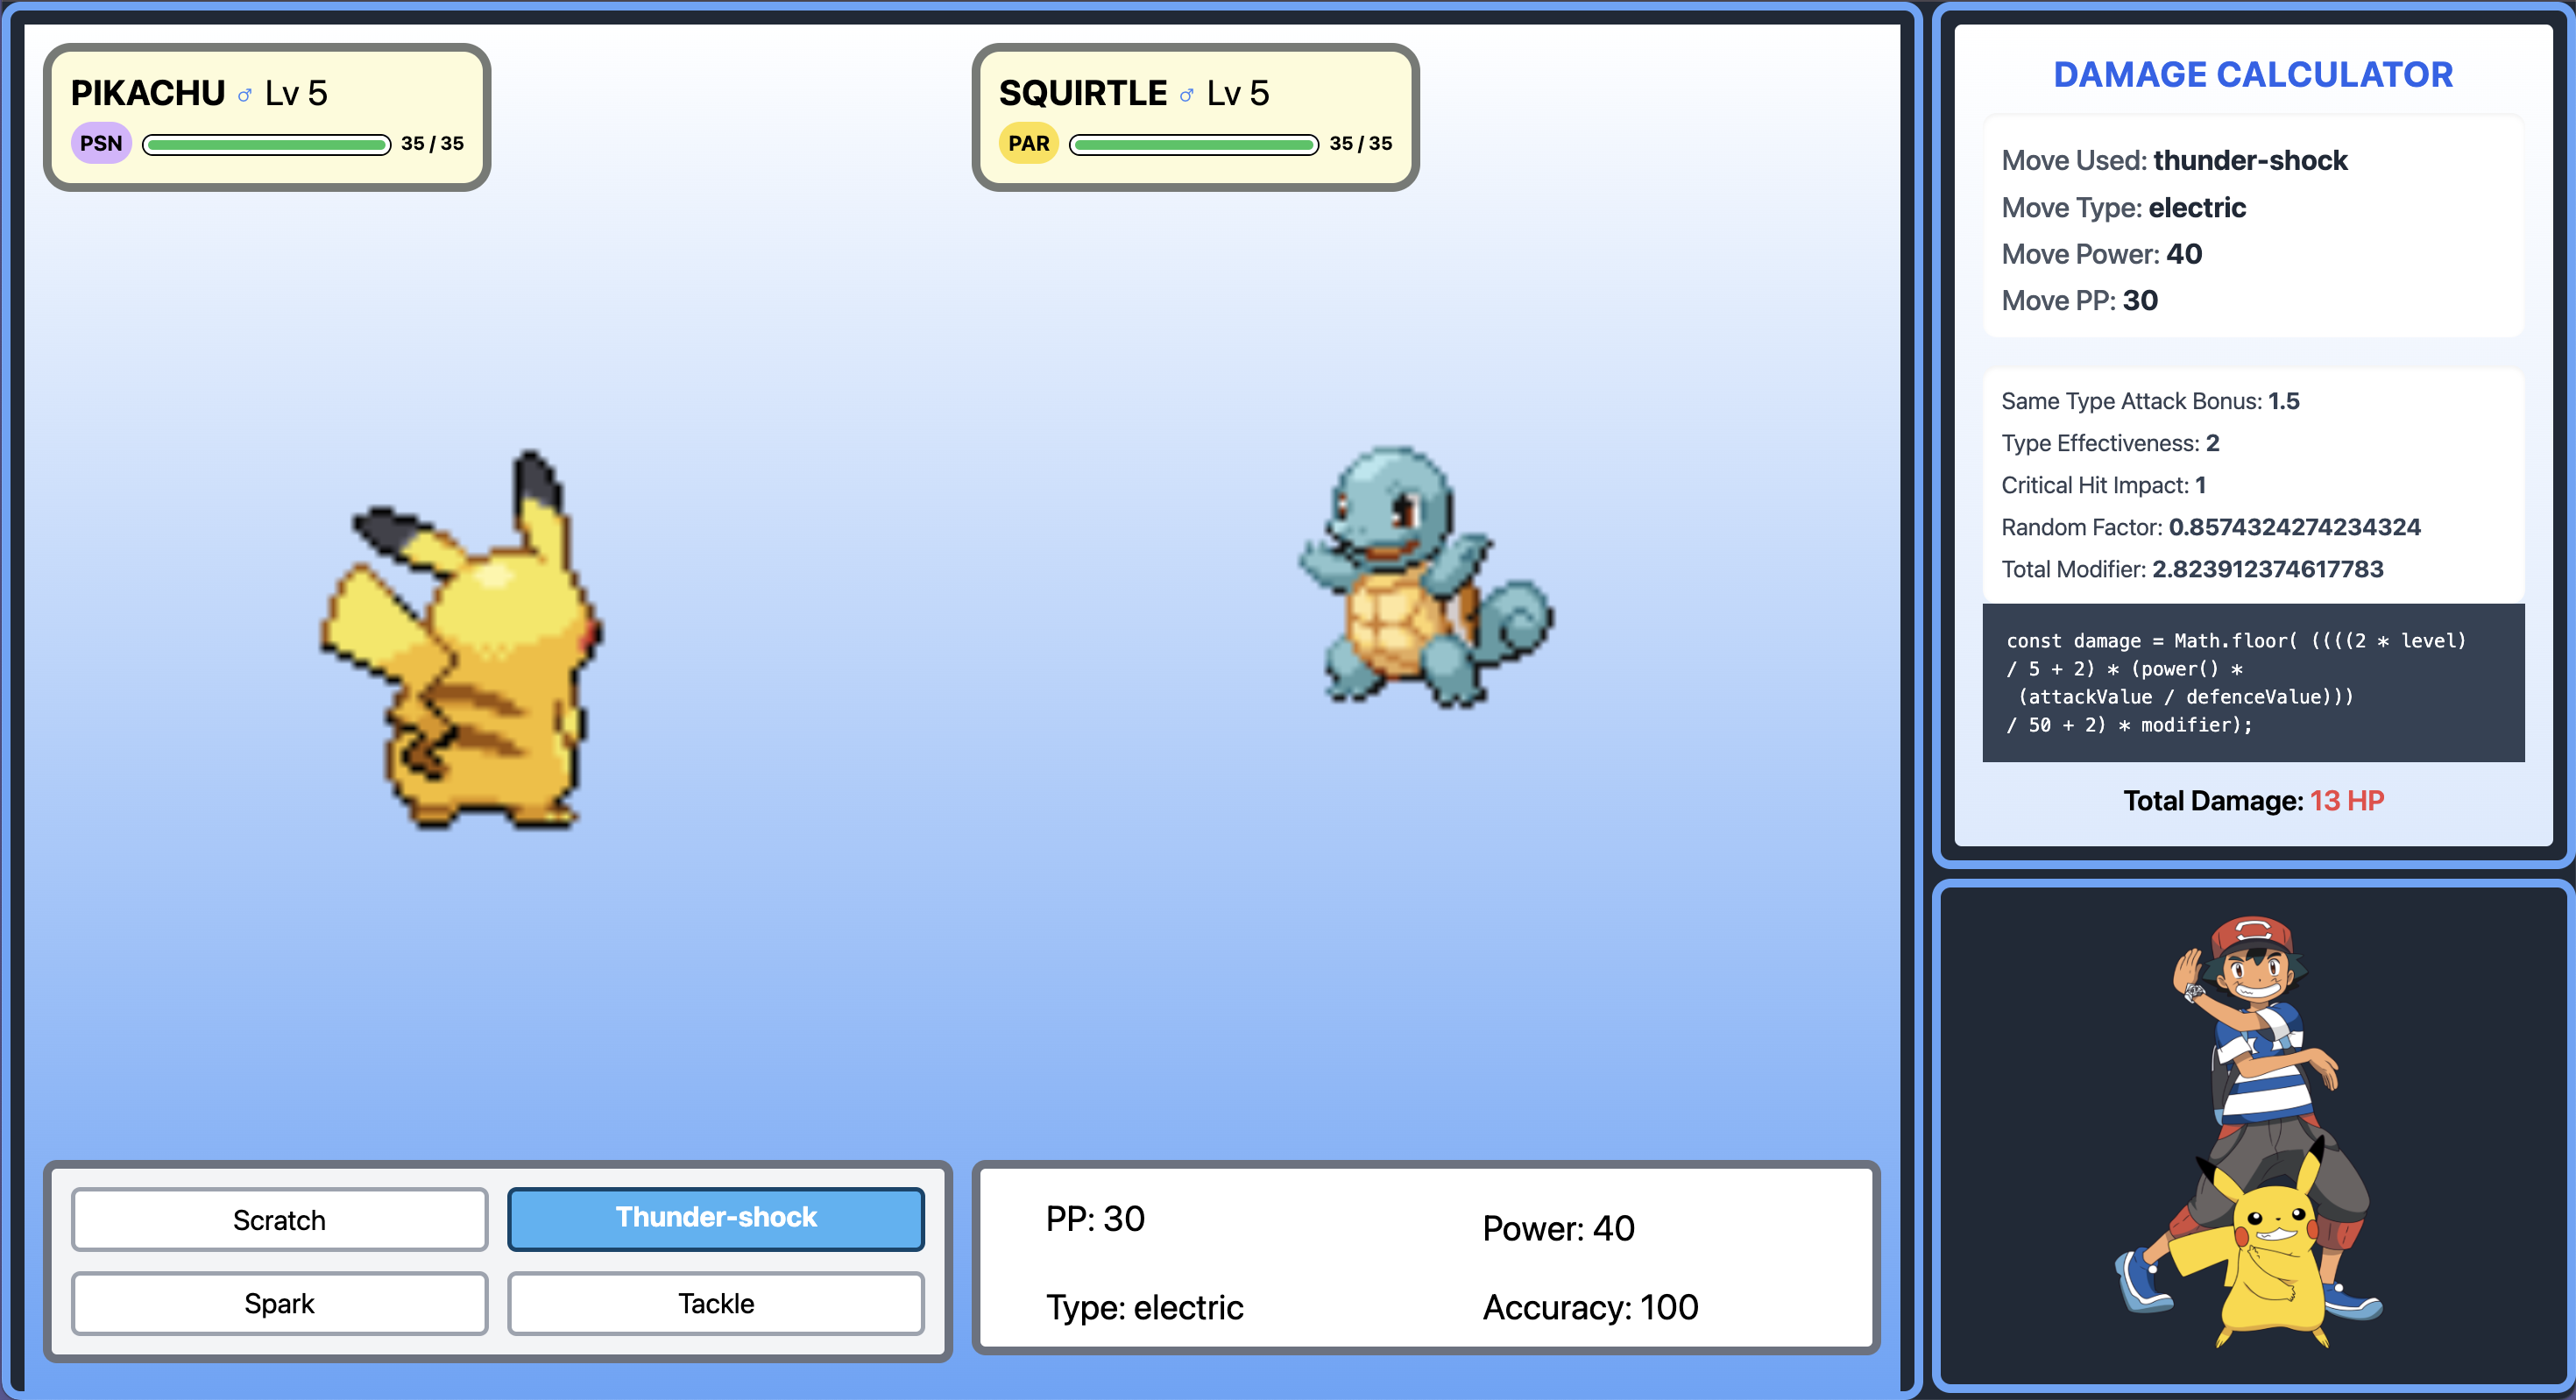 PIKACHU ♂ Lv 5
PSN 35 / 35
SQUIRTLE ♂ Lv 5
PAR 35 / 35
Scratch
Thunder-shock
Spark
Tackle
PP: 30
Power: 40
Type: electric
Accuracy: 100
DAMAGE CALCULATOR
Move Used: thunder-shock
Move Type: electric
Move Power: 40
Move PP: 30
Same Type Attack Bonus: 1.5
Type Effectiveness: 2
Critical Hit Impact: 1
Random Factor: 0.8574324274234324
Total Modifier: 2.823912374617783
const damage = Math.floor( ((((2 * level)
/ 5 + 2) * (power() *
(attackValue / defenceValue)))
/ 50 + 2) * modifier);
Total Damage: 13 HP